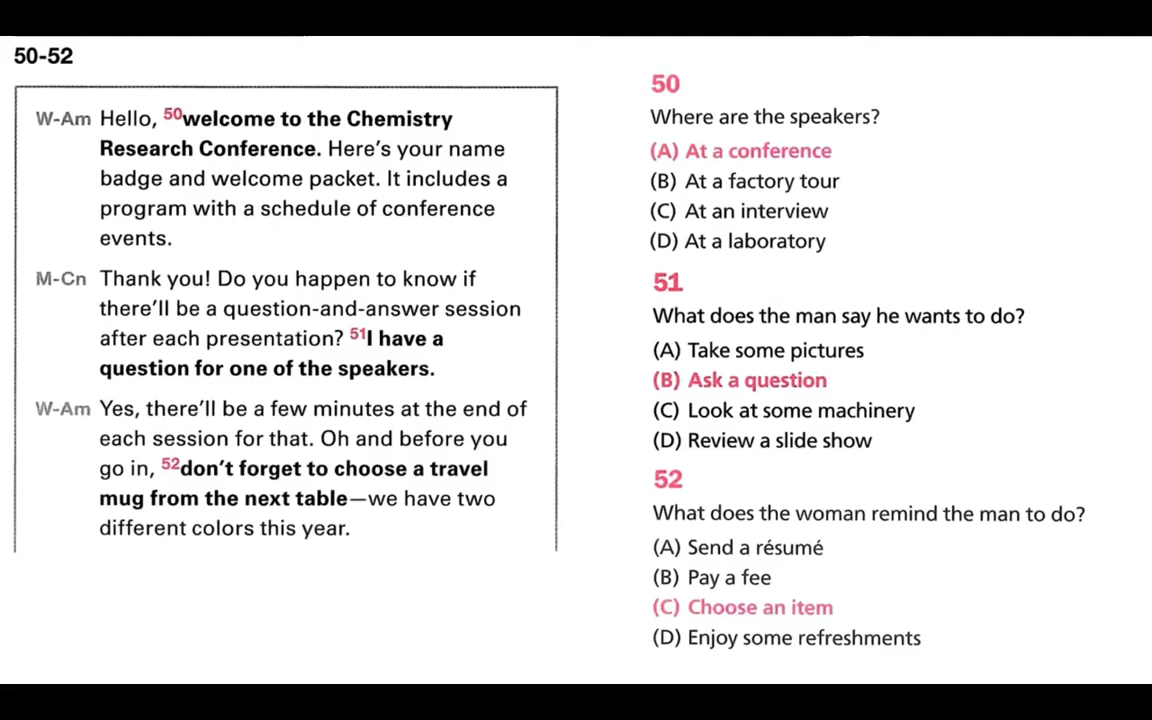 50-52
W-Am Hello, 50welcome to the Chemistry
Research Conference. Here's your name
badge and welcome packet. It includes a
program with a schedule of conference
events.
M-Cn Thank you! Do you happen to know if
there'll be a question-and-answer session
after each presentation? 51I have a
question for one of the speakers.
W-Am Yes, there'll be a few minutes at the end of
each session for that. Oh and before you
go in, 52don't forget to choose a travel
mug from the next table—we have two
different colors this year.
50
Where are the speakers?
(A) At a conference
(B) At a factory tour
(C) At an interview
(D) At a laboratory
51
What does the man say he wants to do?
(A) Take some pictures
(B) Ask a question
(C) Look at some machinery
(D) Review a slide show
52
What does the woman remind the man to do?
(A) Send a résumé
(B) Pay a fee
(C) Choose an item
(D) Enjoy some refreshments